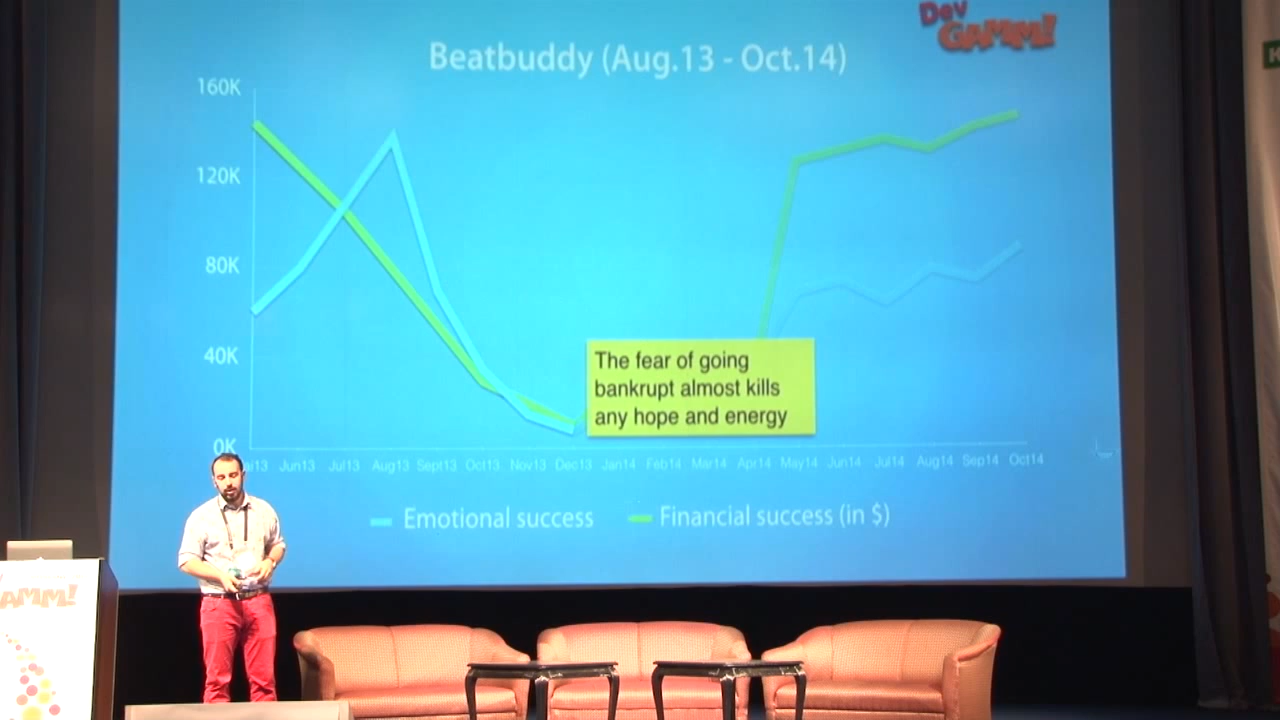 Dev
GAMM!
Beatbuddy (Aug.13 - Oct.14)
160K
120K
80K
40K
0K
The fear of going
bankrupt almost kills
any hope and energy
Jun13 Jul13 Aug13 Sept13 Oct13 Nov13 Dec13 Jan14 Feb14 Mar14 Apr14 May14 Jun14 Jul14 Aug14 Sep14 Oct14
Emotional success Financial success (in $)
AMM!